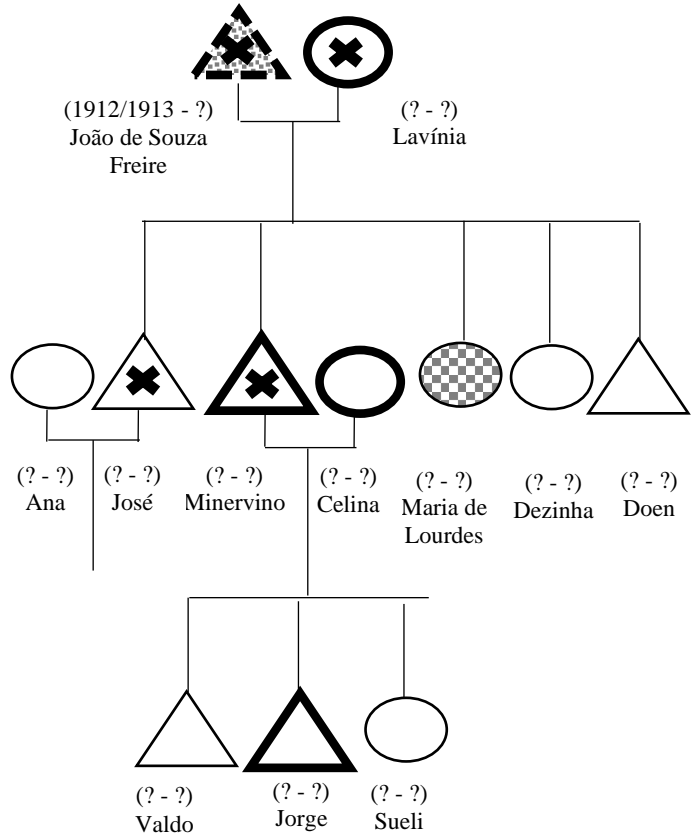 (1912/1913 - ?)
João de Souza
Freire
(? - ?)
Lavínia
(? - ?)
Ana
(? - ?)
José
(? - ?)
Minervino
(? - ?)
Celina
(? - ?)
Maria de
Lourdes
(? - ?)
Dezinha
(? - ?)
Doen
(? - ?)
Valdo
(? - ?)
Jorge
(? - ?)
Sueli